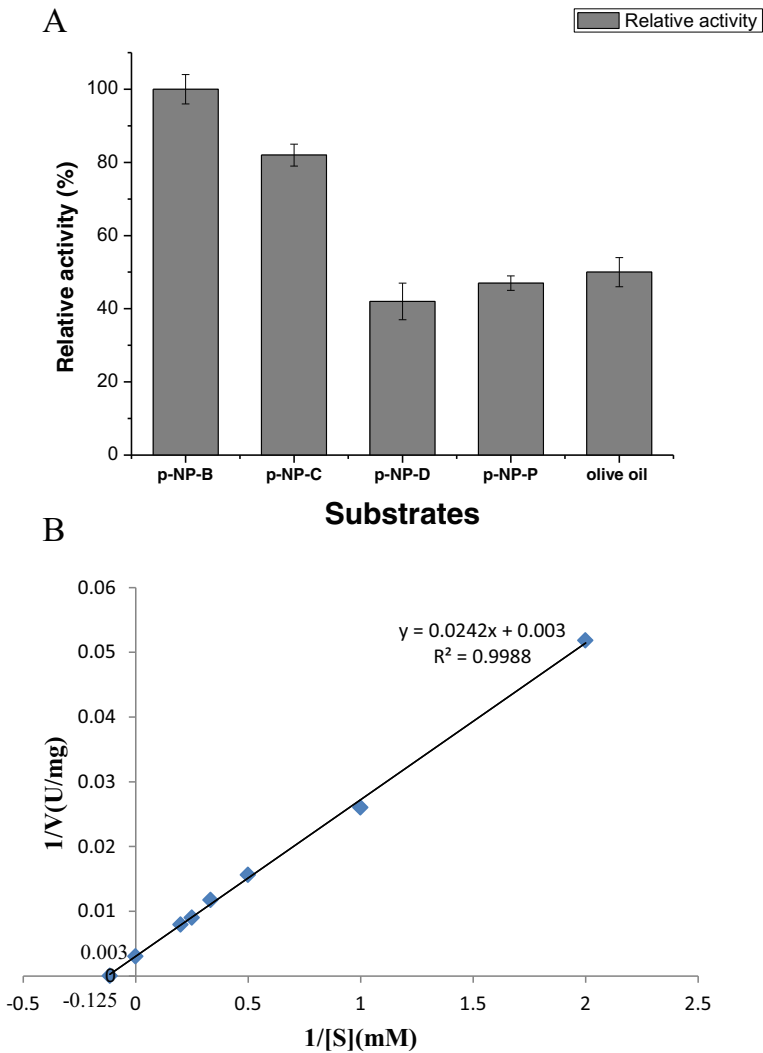 A
Relative activity
100
80
60
40
20
0
Relative activity (%)
p-NP-B p-NP-C p-NP-D p-NP-P olive oil
Substrates
B
0.06
0.05
0.04
0.03
0.02
0.01
0
1/V(U/mg)
y = 0.0242x + 0.003
R² = 0.9988
0.003
-0.125
-0.5 0 0.5 1 1.5 2 2.5
1/[S](mM)